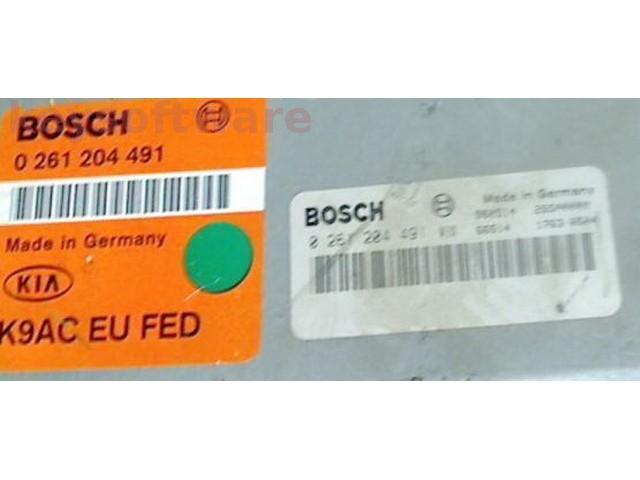 BOSCH
0 261 204 491
Made in Germany
KIA
K9AC EU FED
BOSCH
Made in Germany
0 261 204 491